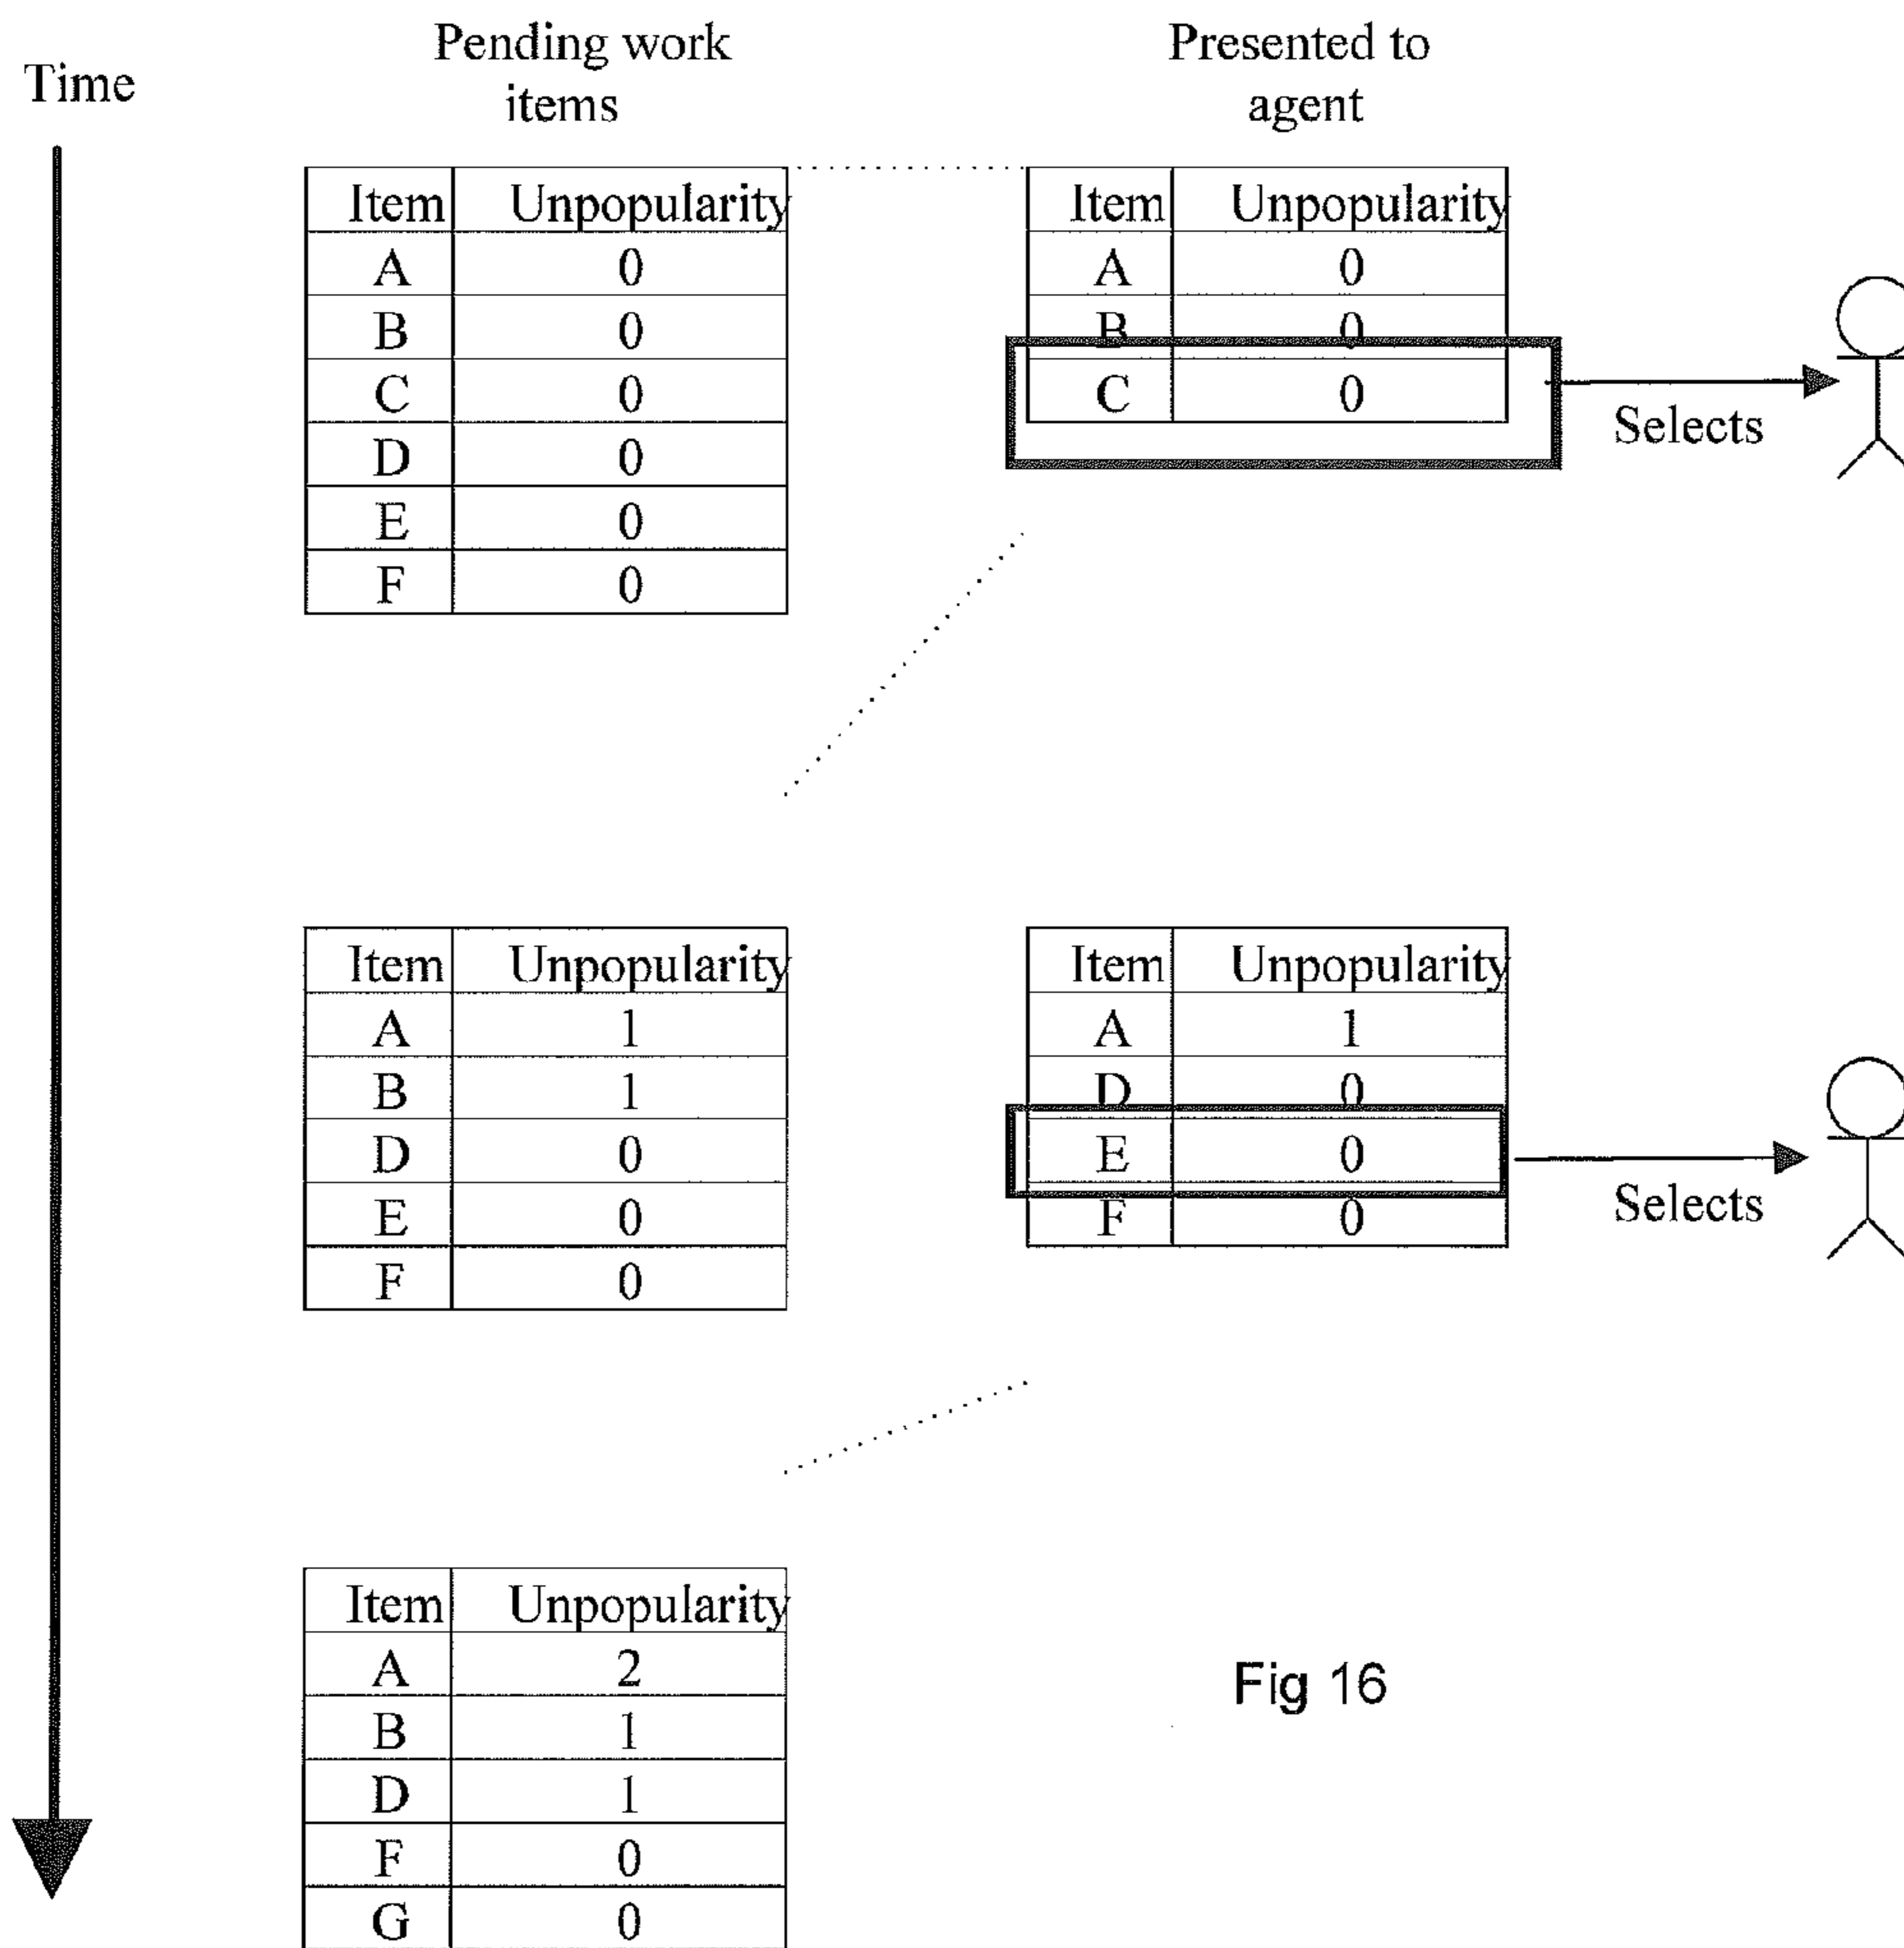 Time
Pending work
items
Presented to
agent
Item Unpopularity
A 0
B 0
C 0
D 0
E 0
F 0
Item Unpopularity
A 0
B 0
C 0
Selects
Item Unpopularity
A 1
B 1
D 0
E 0
F 0
Item Unpopularity
A 1
D 0
E 0
F 0
Selects
Item Unpopularity
A 2
B 1
D 1
F 0
G 0
Fig 16